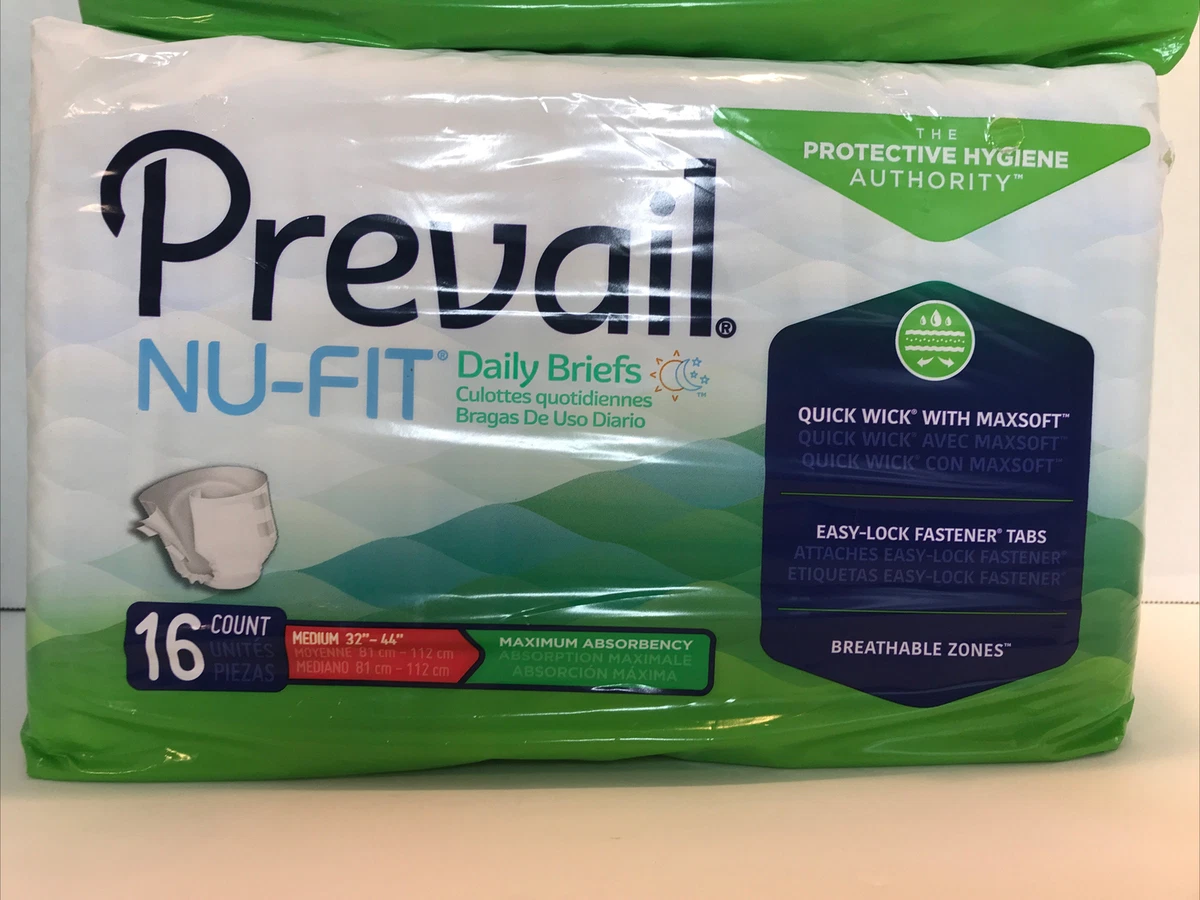 THE
PROTECTIVE HYGIENE
AUTHORITY™
Prevail®
NU-FIT®
Daily Briefs
Culottes quotidiennes
Bragas De Uso Diario
™
QUICK WICK® WITH MAXSOFT™
QUICK WICK® AVEC MAXSOFT™
QUICK WICK® CON MAXSOFT™
EASY-LOCK FASTENER® TABS
ATTACHES EASY-LOCK FASTENER®
ETIQUETAS EASY-LOCK FASTENER®
BREATHABLE ZONES™
16
COUNT
UNITÉS
PIEZAS
MEDIUM 32"- 44"
MOYENNE 81 cm - 112 cm
MEDIANO 81 cm - 112 cm
MAXIMUM ABSORBENCY
ABSORPTION MAXIMALE
ABSORCIÓN MÁXIMA